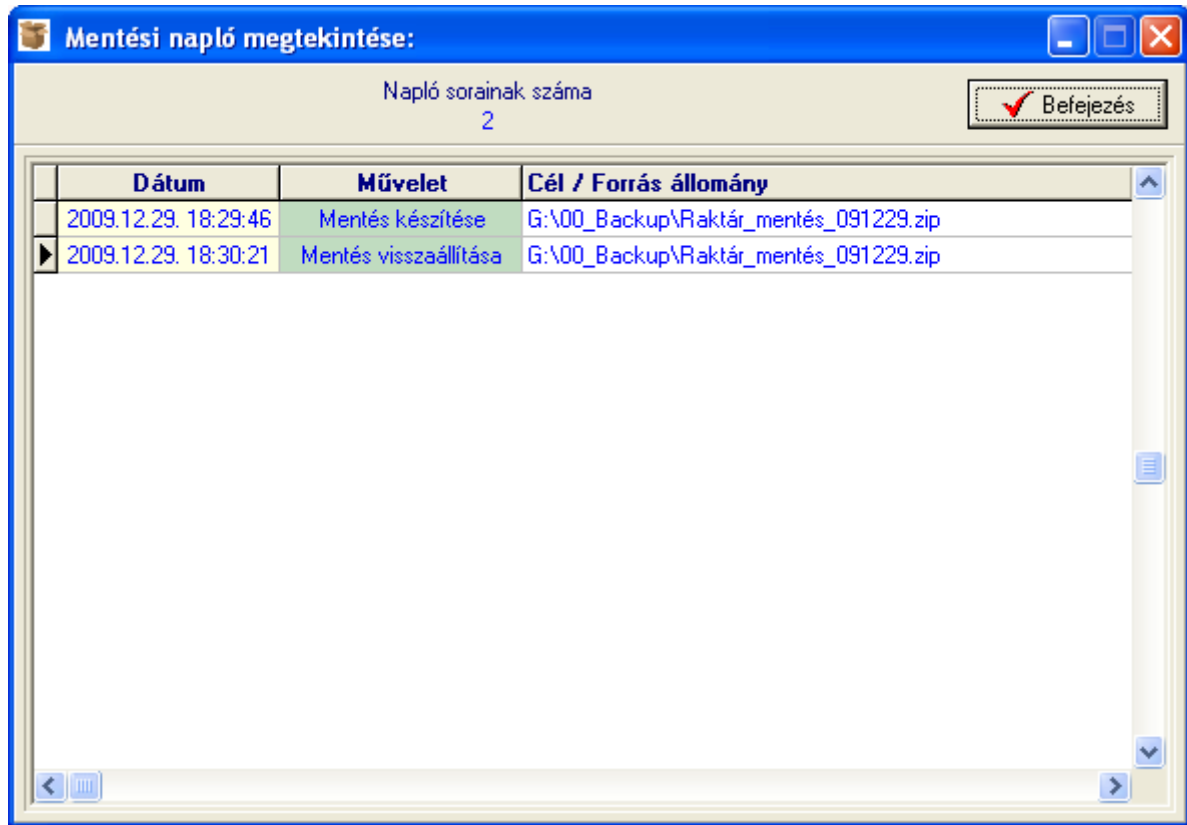 Mentési napló megtekintése:
Napló sorainak száma
2
Befejezés
Dátum Művelet Cél / Forrás állomány
2009.12.29. 18:29:46 Mentés készítése G:\00_Backup\Raktár_mentés_091229.zip
2009.12.29. 18:30:21 Mentés visszaállítása G:\00_Backup\Raktár_mentés_091229.zip